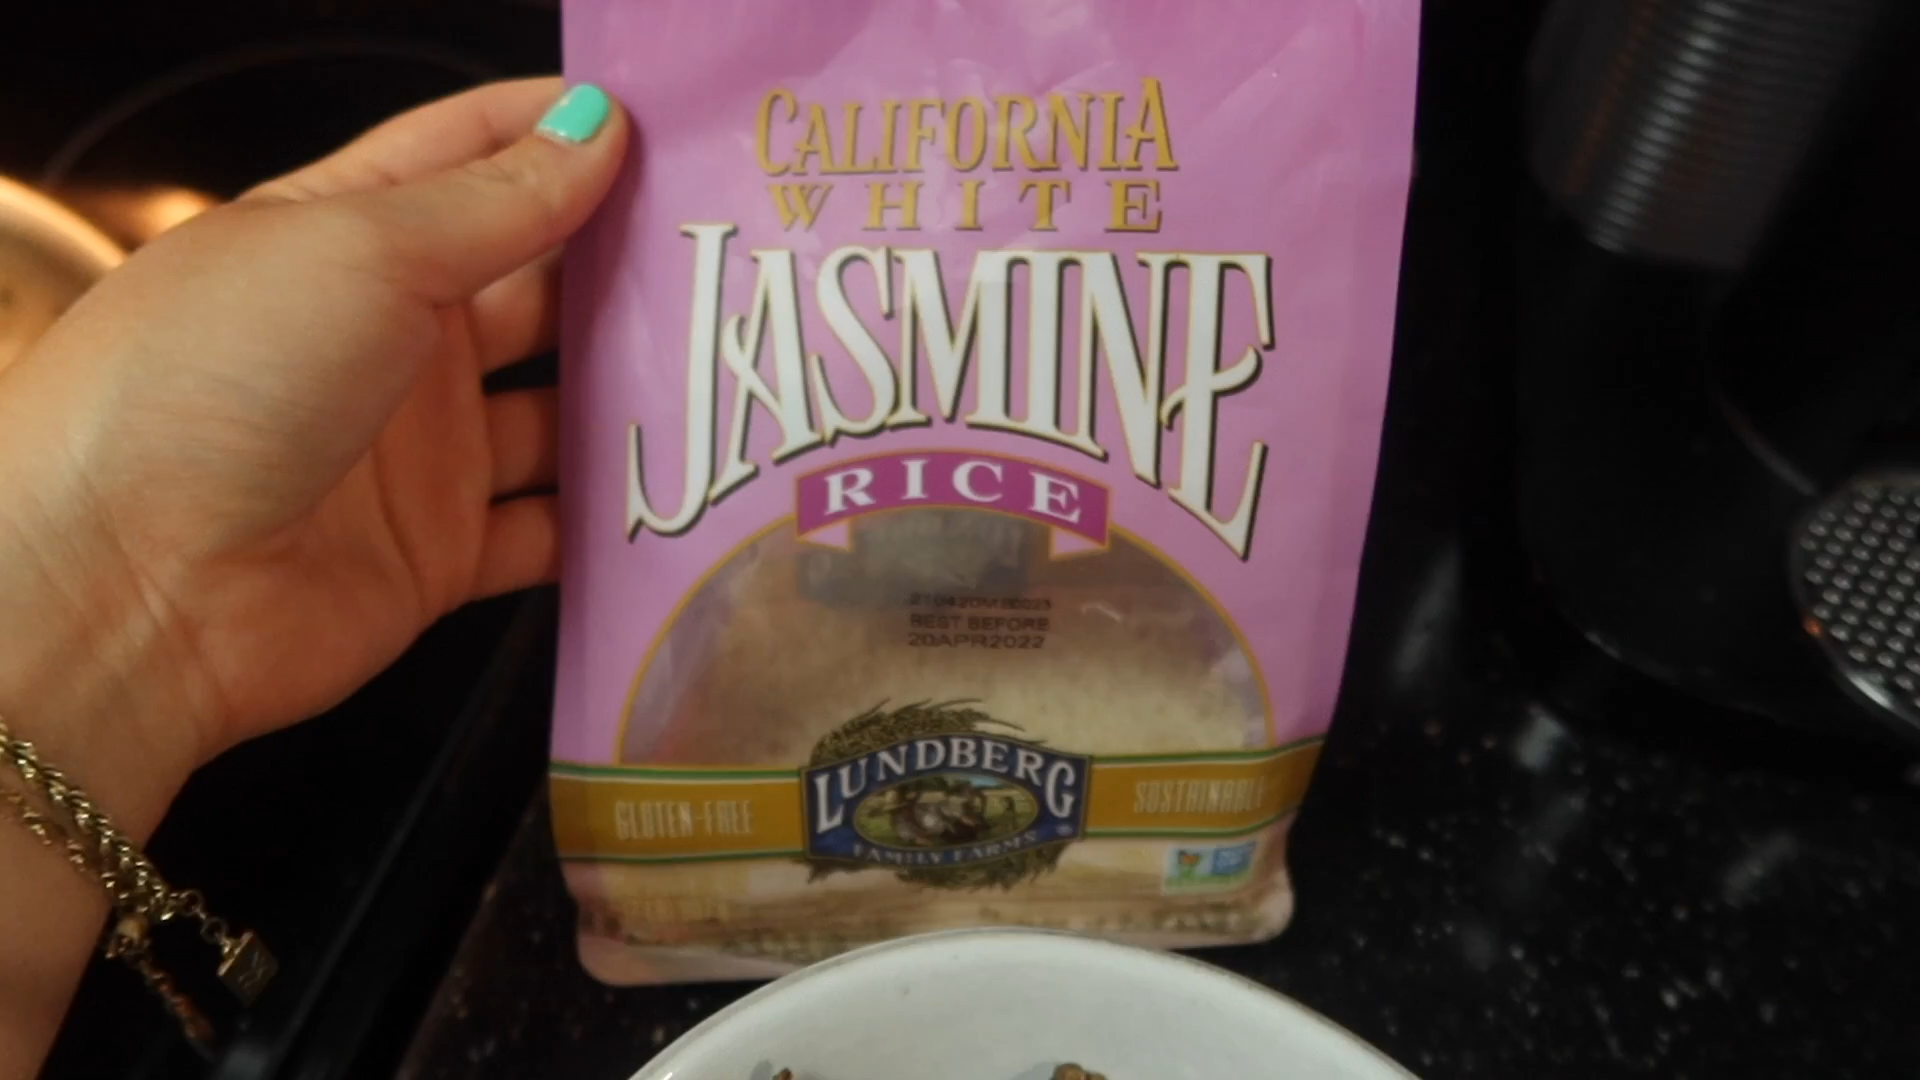 CALIFORNIA
WHITE
JASMINE
RICE
BEST BEFORE
20APR2022
LUNDBERG
FAMILY FARMS
GLUTEN-FREE
SUSTAINABLE